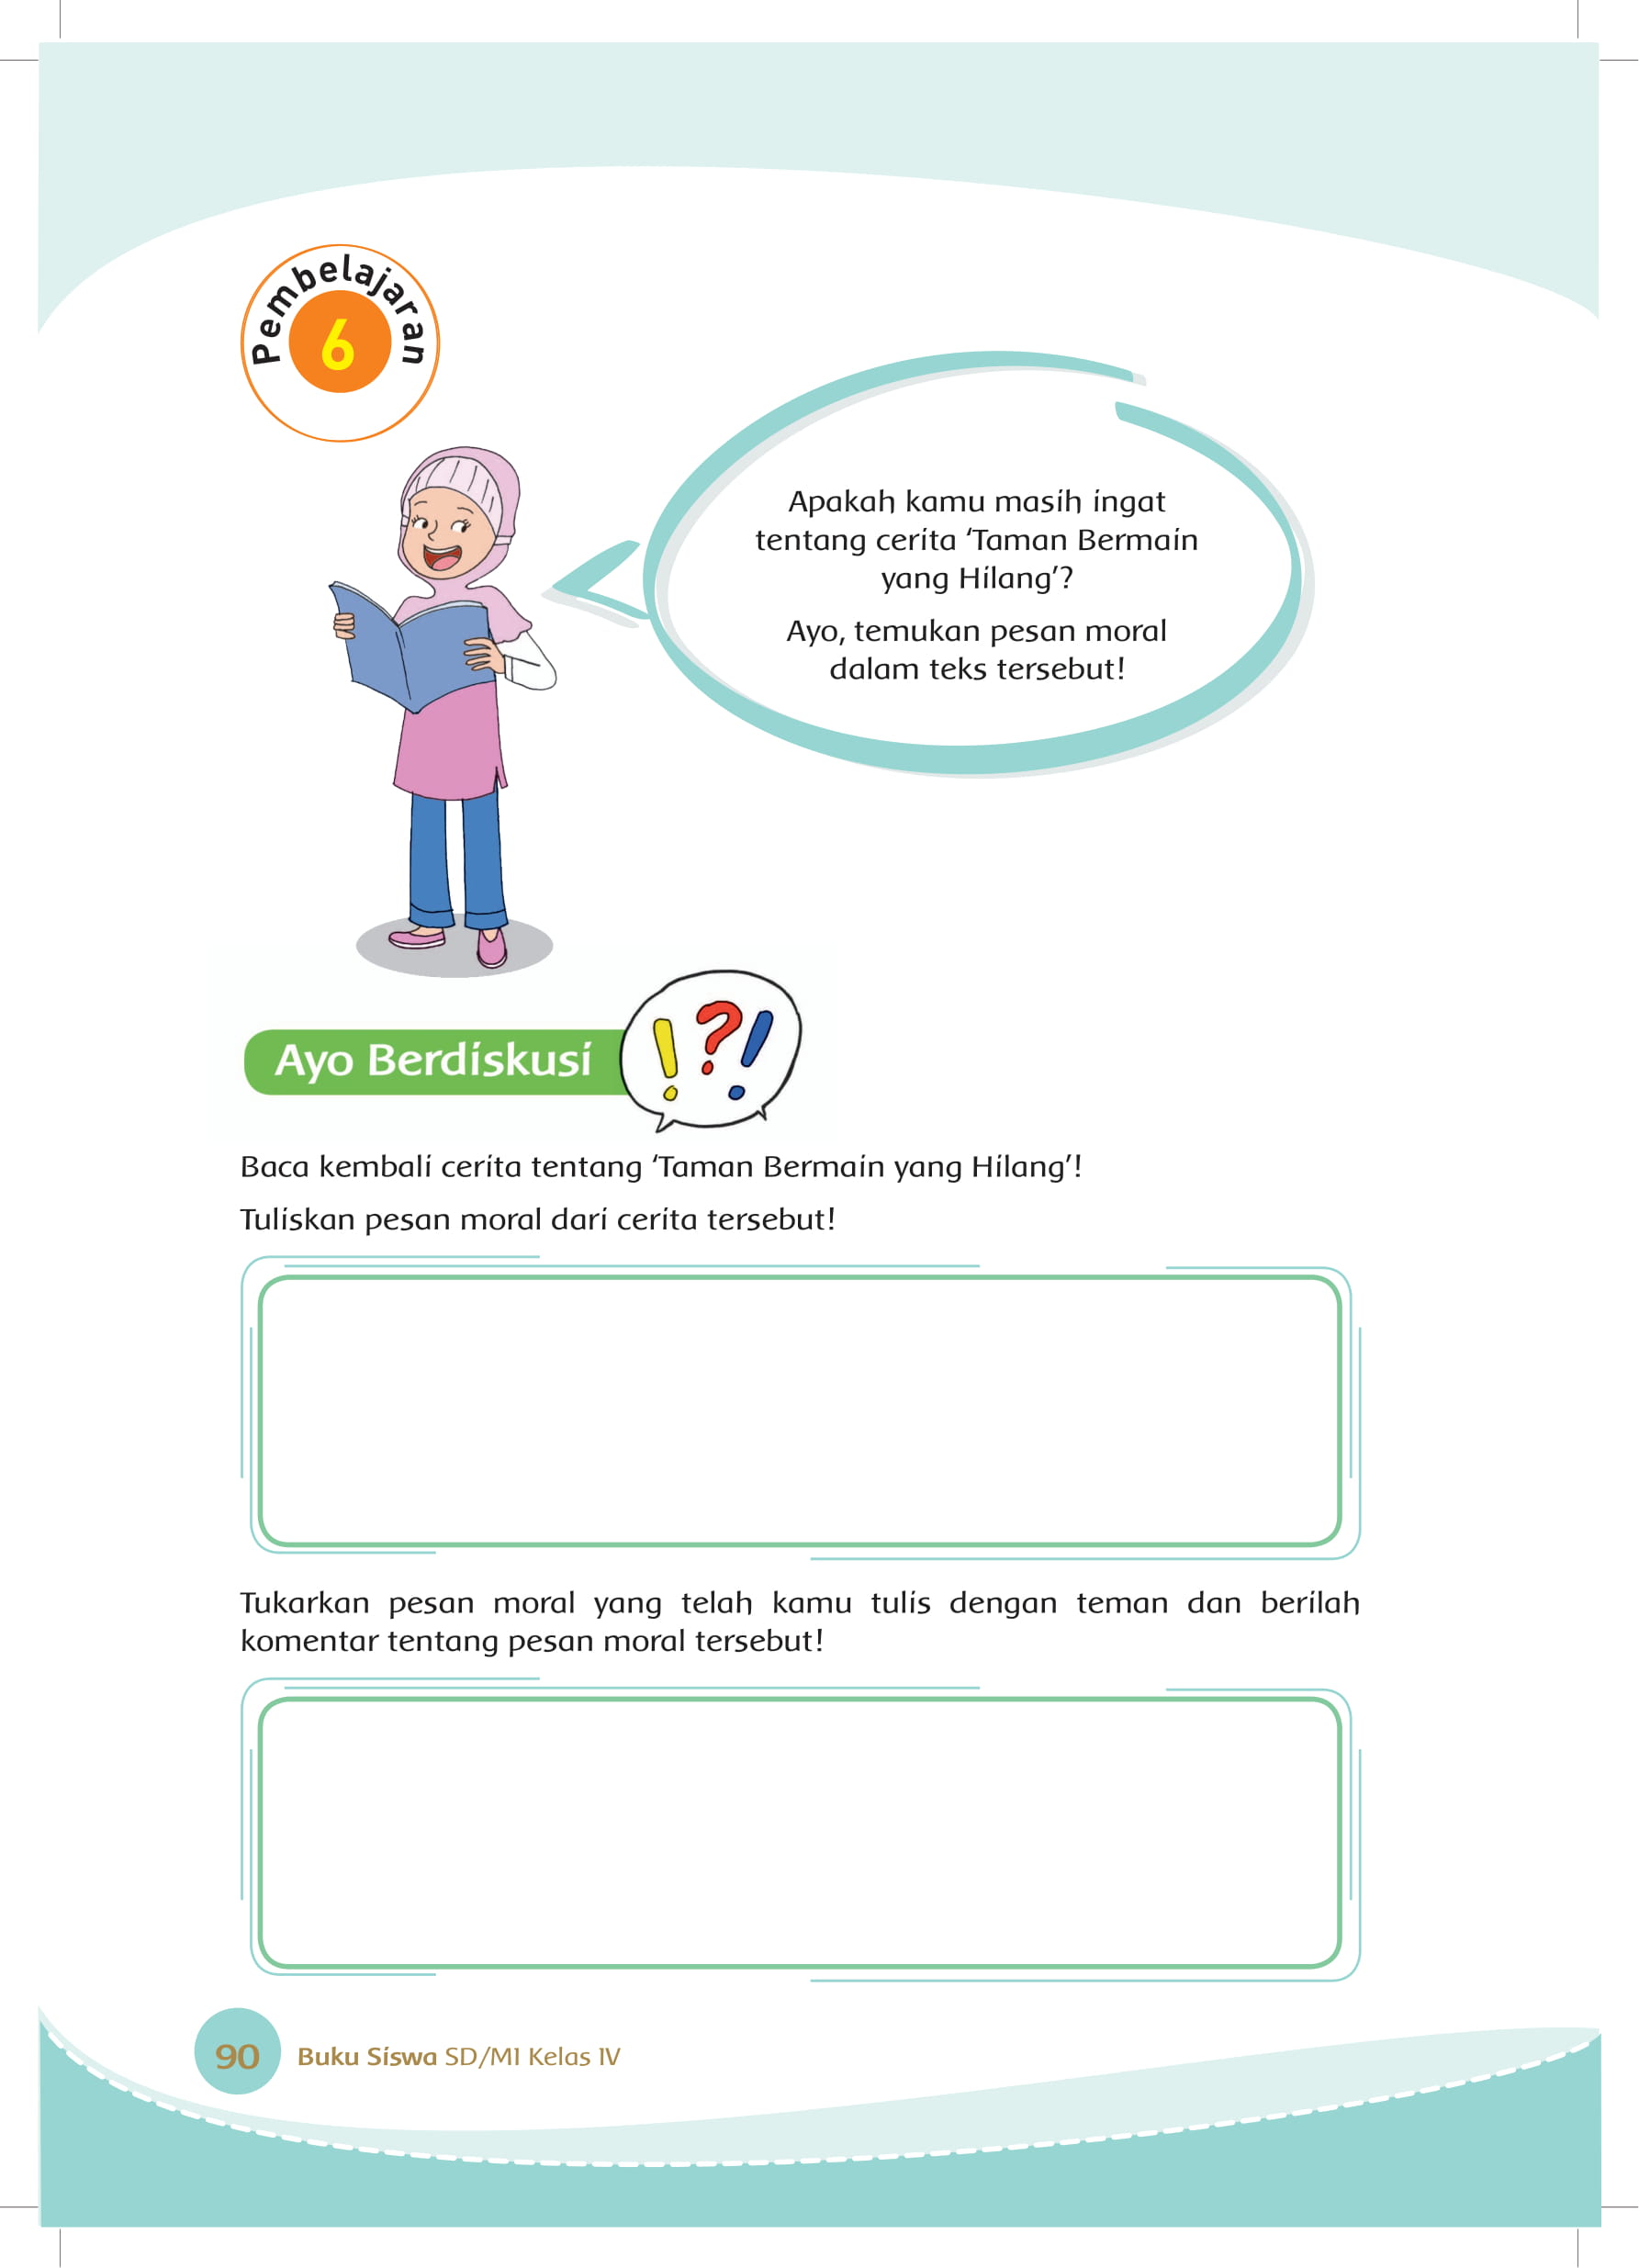 Pembelajaran
6
Apakah kamu masih ingat
tentang cerita ‘Taman Bermain
yang Hilang’?
Ayo, temukan pesan moral
dalam teks tersebut!
Ayo Berdiskusi
! ? !
Baca kembali cerita tentang ‘Taman Bermain yang Hilang’!
Tuliskan pesan moral dari cerita tersebut!
Tukarkan pesan moral yang telah kamu tulis dengan teman dan berilah
komentar tentang pesan moral tersebut!
90 Buku Siswa SD/MI Kelas IV